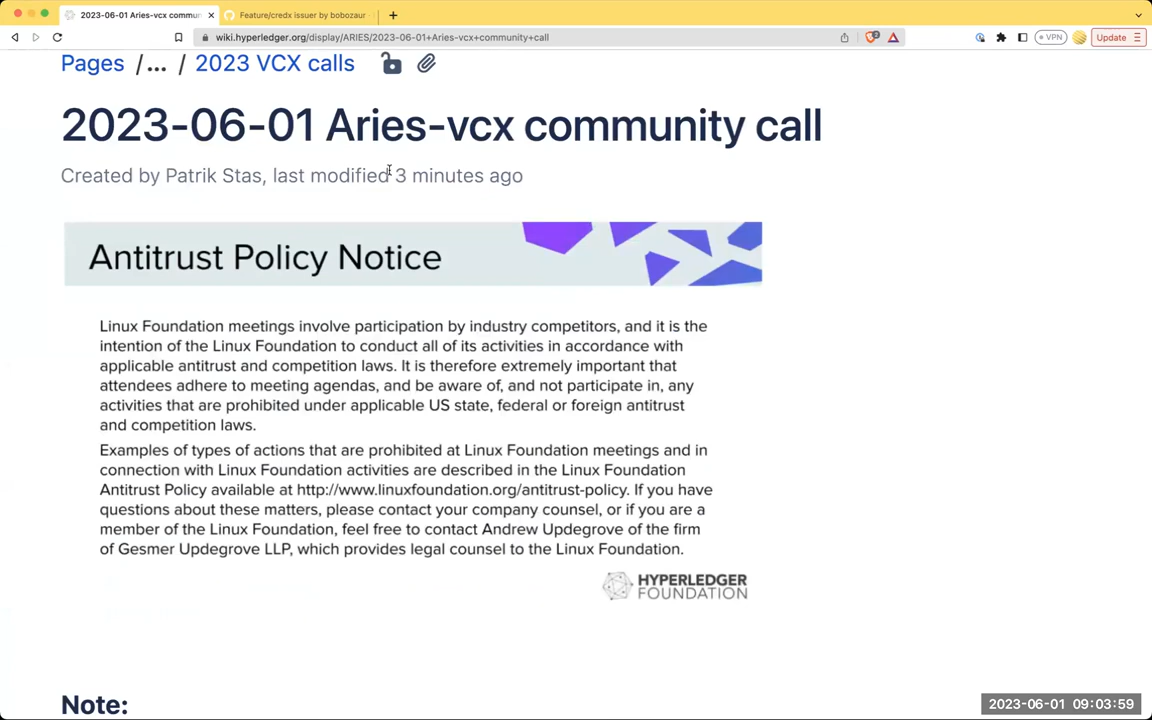 2023-06-01 Aries-vcx commun
Feature/credx issuer by bobozaur
wiki.hyperledger.org/display/ARIES/2023-06-01+Aries-vcx+community+call
VPN
Update
Pages / ... / 2023 VCX calls
2023-06-01 Aries-vcx community call
Created by Patrik Stas, last modified 3 minutes ago
Antitrust Policy Notice
Linux Foundation meetings involve participation by industry competitors, and it is the
intention of the Linux Foundation to conduct all of its activities in accordance with
applicable antitrust and competition laws. It is therefore extremely important that
attendees adhere to meeting agendas, and be aware of, and not participate in, any
activities that are prohibited under applicable US state, federal or foreign antitrust
and competition laws.
Examples of types of actions that are prohibited at Linux Foundation meetings and in
connection with Linux Foundation activities are described in the Linux Foundation
Antitrust Policy available at http://www.linuxfoundation.org/antitrust-policy. If you have
questions about these matters, please contact your company counsel, or if you are a
member of the Linux Foundation, feel free to contact Andrew Updegrove of the firm
of Gesmer Updegrove LLP, which provides legal counsel to the Linux Foundation.
HYPERLEDGER
FOUNDATION
Note:
2023-06-01 09:03:59